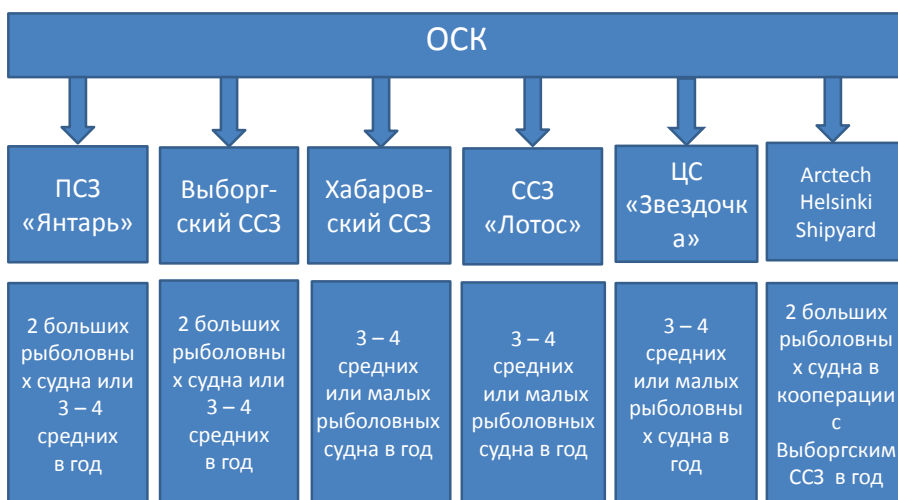 ОСК
ПСЗ
«Янтарь»
Выборг-
ский ССЗ
Хабаров-
ский ССЗ
ССЗ
«Лотос»
ЦС
«Звездочк
а»
Arctech
Helsinki
Shipyard
2 больших
рыболовны
х судна или
3 – 4
средних
в год
2 больших
рыболовны
х судна или
3 – 4
средних
в год
3 – 4
средних
или малых
рыболовных
судна в год
3 – 4
средних
или малых
рыболовных
судна в год
3 – 4
средних
или малых
рыболовны
х судна в
год
2 больших
рыболовны
х судна в
кооперации
с
Выборгским
ССЗ в год